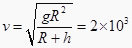 v = √(gR²/(R + h)) = 2×10³